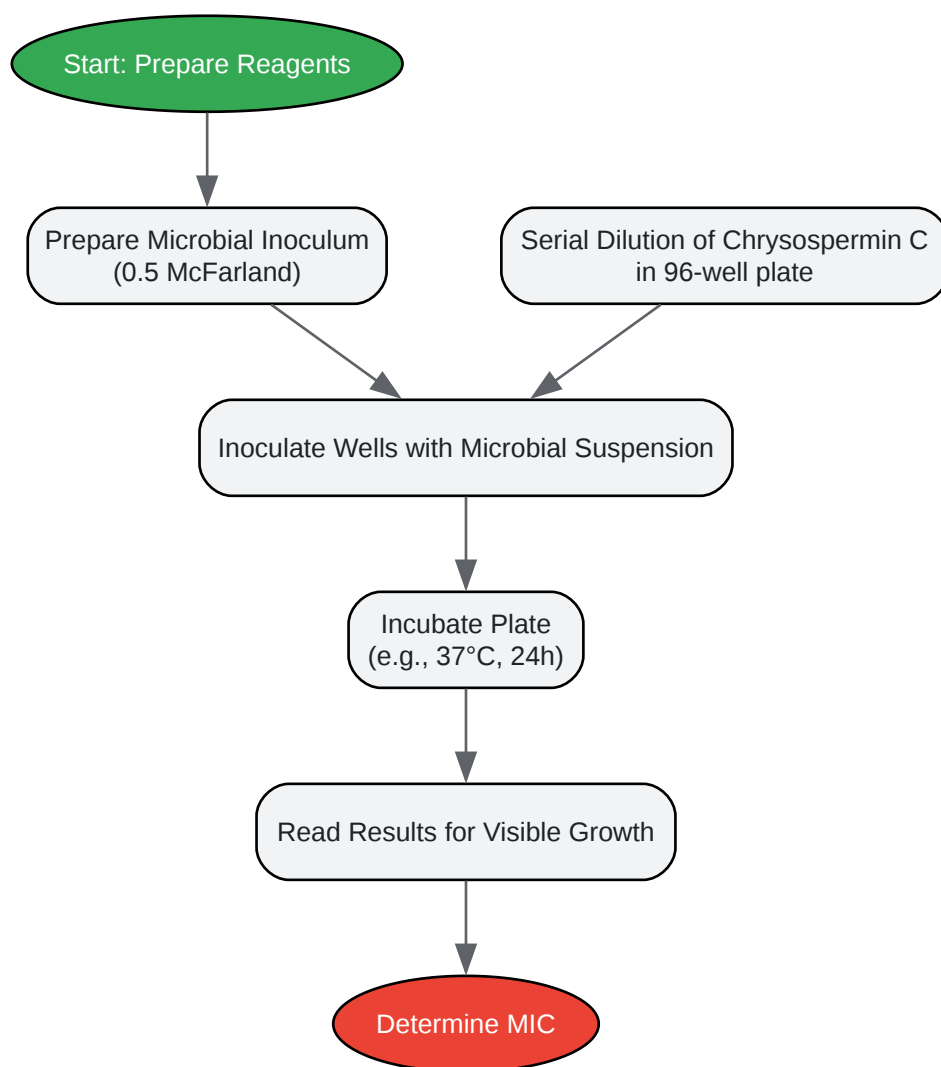 Start: Prepare Reagents
Prepare Microbial Inoculum
(0.5 McFarland)
Serial Dilution of Chrysospermin C
in 96-well plate
Inoculate Wells with Microbial Suspension
Incubate Plate
(e.g., 37°C, 24h)
Read Results for Visible Growth
Determine MIC